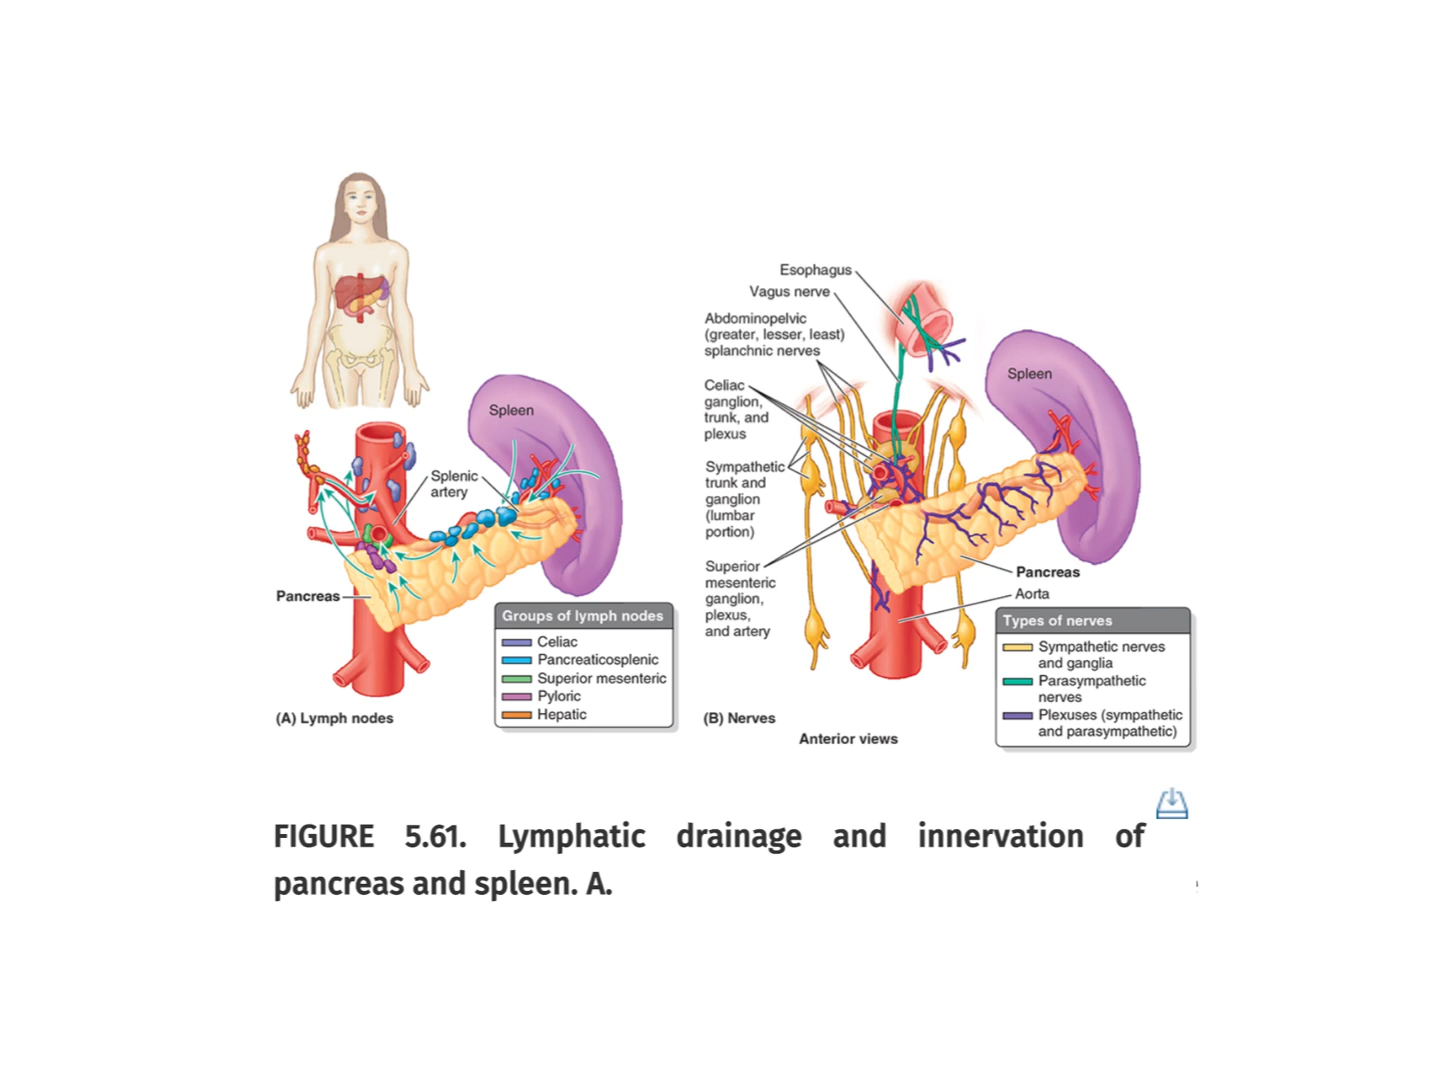 Spleen
Splenic
artery
Pancreas
Groups of lymph nodes
Celiac
Pancreaticosplenic
Superior mesenteric
Pyloric
Hepatic
(A) Lymph nodes
Esophagus
Vagus nerve
Abdominopelvic
(greater, lesser, least)
splanchnic nerves
Celiac
ganglion,
trunk, and
plexus
Sympathetic
trunk and
ganglion
(lumbar
portion)
Superior
mesenteric
ganglion,
plexus,
and artery
Spleen
Pancreas
Aorta
Types of nerves
Sympathetic nerves
and ganglia
Parasympathetic
nerves
Plexuses (sympathetic
and parasympathetic)
(B) Nerves
Anterior views
FIGURE 5.61. Lymphatic drainage and innervation of
pancreas and spleen. A.